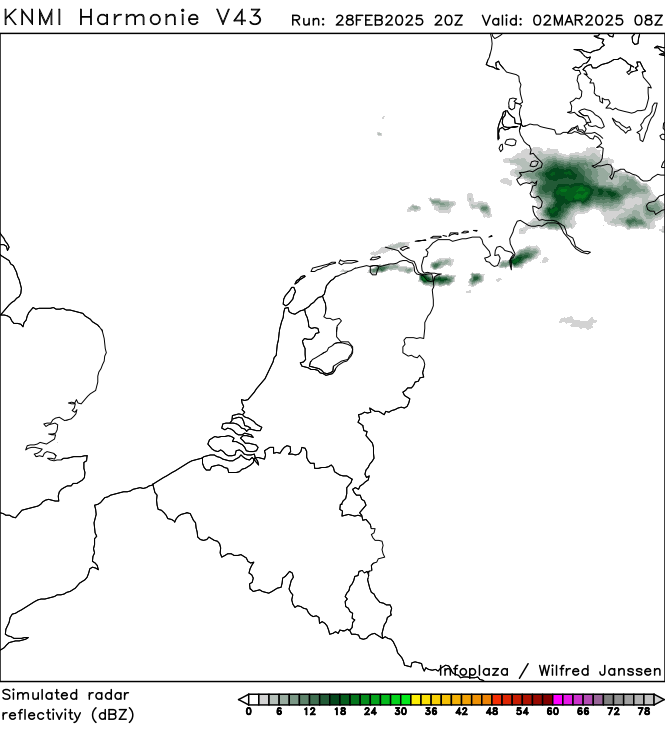 KNMI Harmonie V43 Run: 28FEB2025 20Z Valid: 02MAR2025 08Z
infoplaza / Wilfred Janssen
Simulated radar
reflectivity (dBZ)
0 6 12 18 24 30 36 42 48 54 60 66 72 78